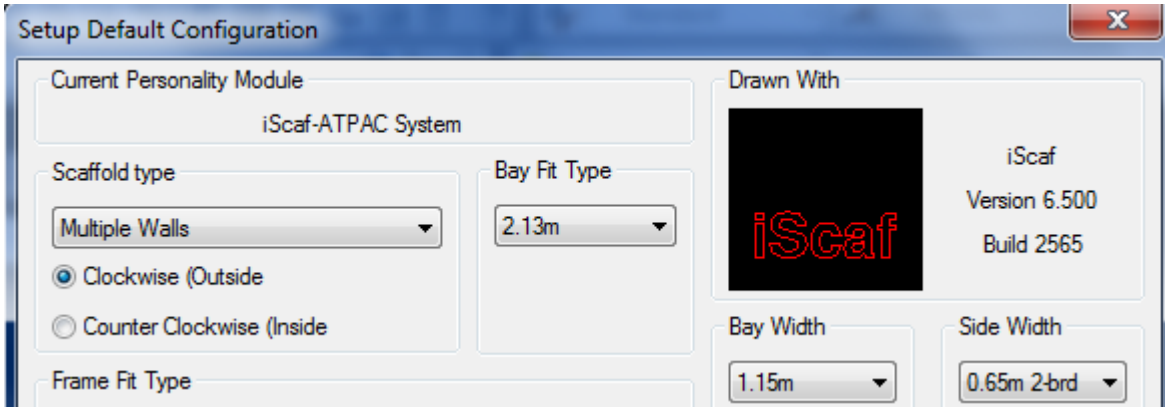 Setup Default Configuration
Current Personality Module
iScaf-ATPAC System
Scaffold type
Multiple Walls
Clockwise (Outside
Counter Clockwise (Inside
Bay Fit Type
2.13m
Drawn With
iScaf
iScaf
Version 6.500
Build 2565
Bay Width
1.15m
Side Width
0.65m 2-brd
Frame Fit Type